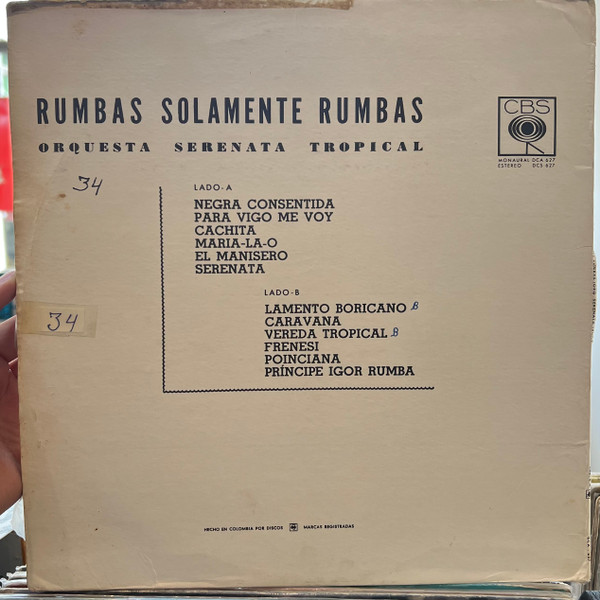 RUMBAS SOLAMENTE RUMBAS
ORQUESTA SERENATA TROPICAL
CBS
MONAURAL DCA 627
ESTEREO DCS 627
34
LADO-A
NEGRA CONSENTIDA
PARA VIGO ME VOY
CACHITA
MARIA-LA-O
EL MANISERO
SERENATA
LADO-B
LAMENTO BORICANO B
CARAVANA
VEREDA TROPICAL B
FRENESI
POINCIANA
PRÍNCIPE IGOR RUMBA
34
HECHO EN COLOMBIA POR DISCOS MARCAS REGISTRADAS